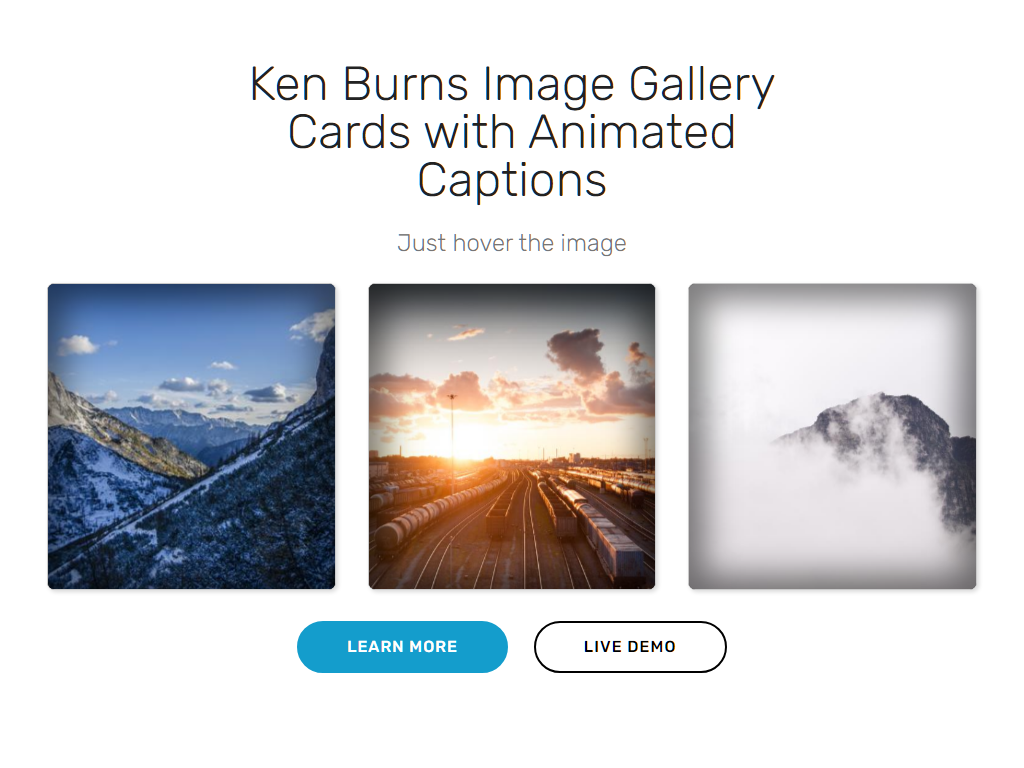 Ken Burns Image Gallery
Cards with Animated
Captions
Just hover the image
LEARN MORE
LIVE DEMO